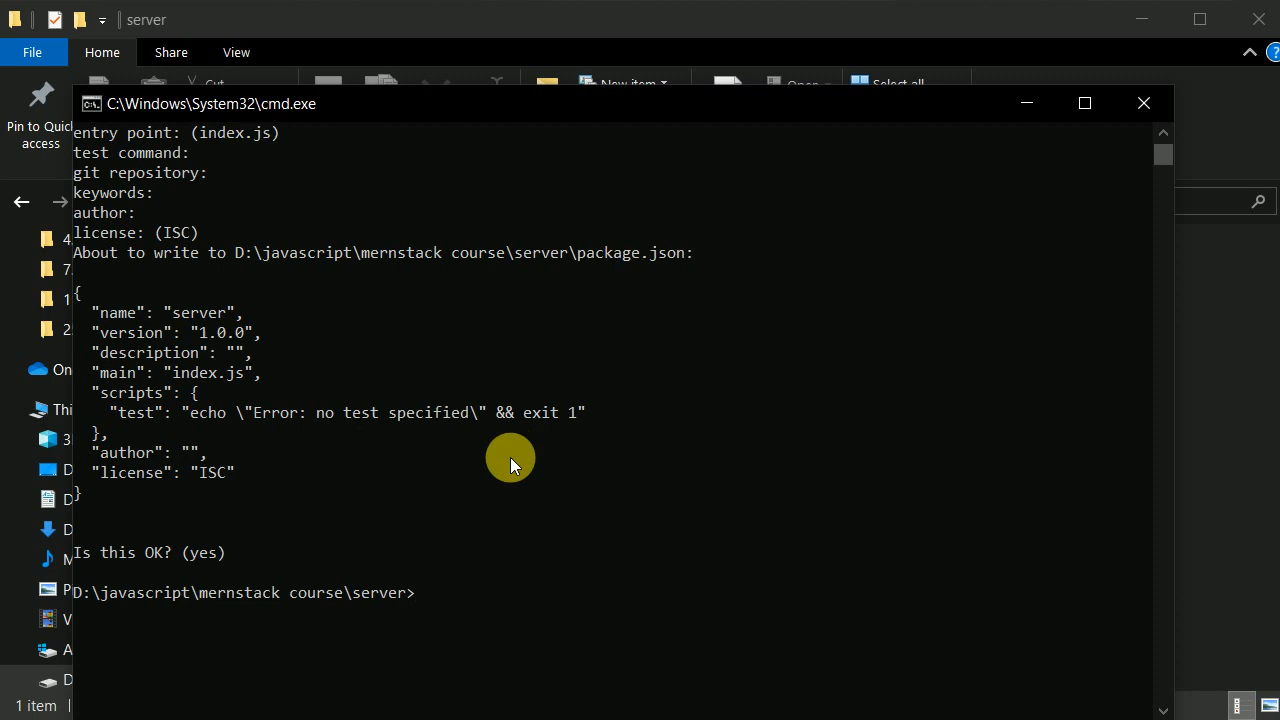 server
File
Home
Share
View
Select all
Pin to Quic
access
C:\Windows\System32\cmd.exe
entry point: (index.js)
test command:
git repository:
keywords:
author:
license: (ISC)
About to write to D:\javascript\mernstack course\server\package.json:
{
"name": "server",
"version": "1.0.0",
"description": "",
"main": "index.js",
"scripts": {
"test": "echo \"Error: no test specified\" && exit 1"
},
"author": "",
"license": "ISC"
}
Is this OK? (yes)
D:\javascript\mernstack course\server>
1 item